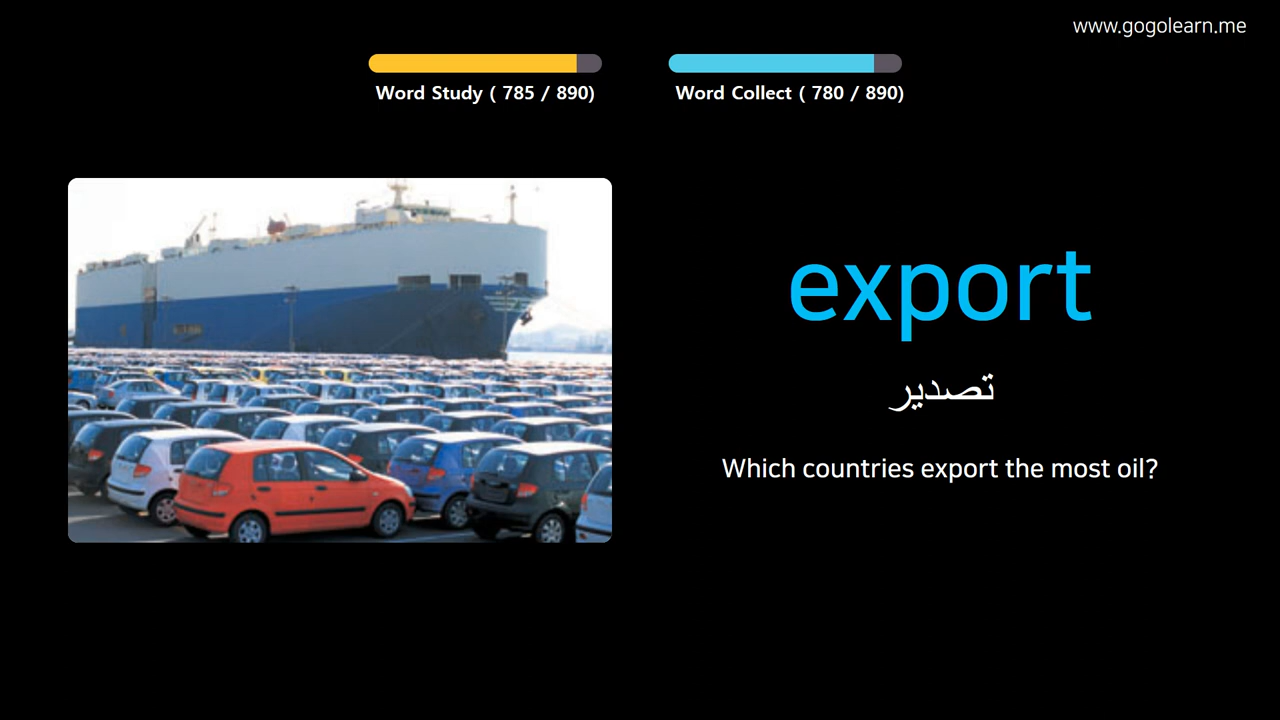 www.gogolearn.me
Word Study ( 785 / 890)
Word Collect ( 780 / 890)
export
تصدير
Which countries export the most oil?